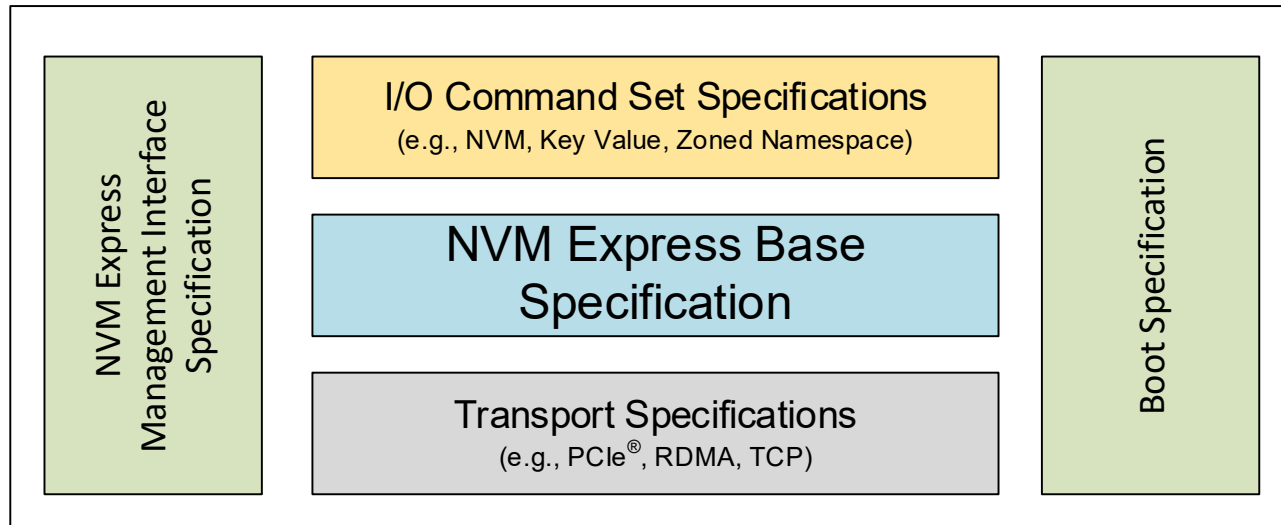 NVM Express
Management Interface
Specification
I/O Command Set Specifications
(e.g., NVM, Key Value, Zoned Namespace)
NVM Express Base
Specification
Transport Specifications
(e.g., PCIe®, RDMA, TCP)
Boot Specification